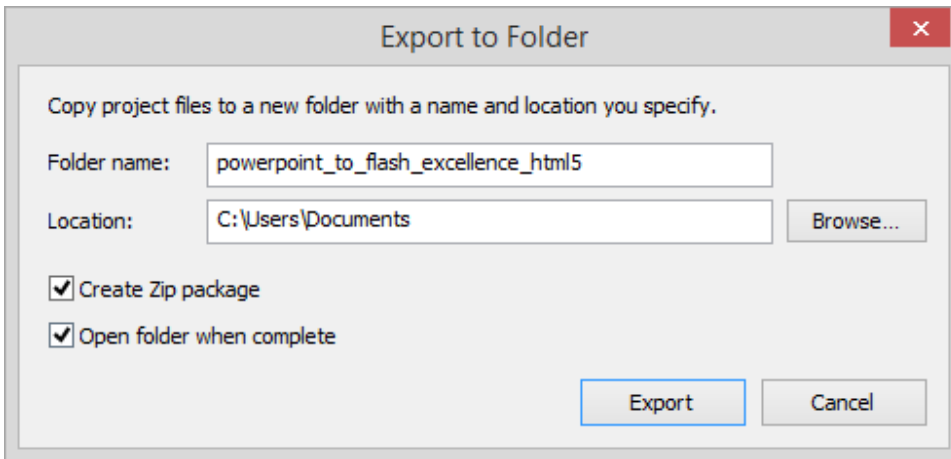 Export to Folder
Copy project files to a new folder with a name and location you specify.
Folder name: powerpoint_to_flash_excellence_html5
Location: C:\Users\Documents Browse...
Create Zip package
Open folder when complete
Export Cancel